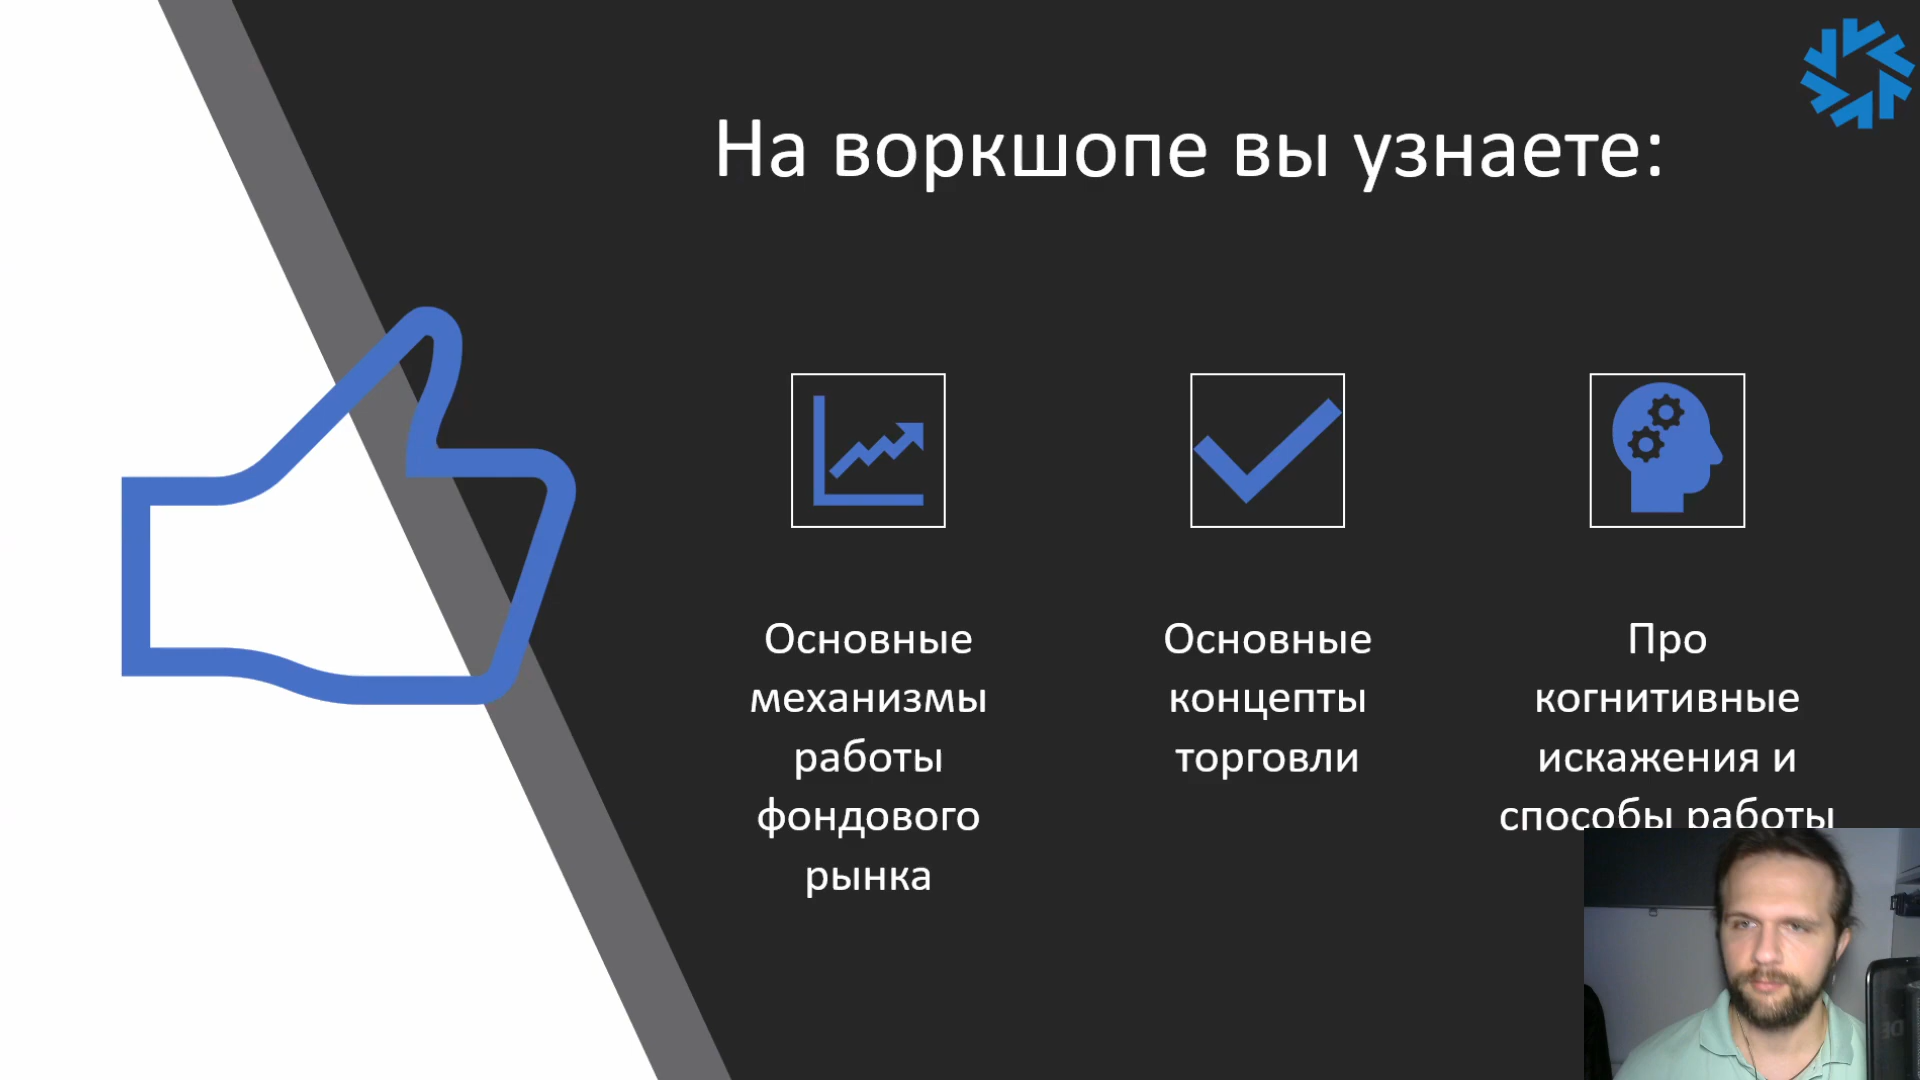 На воркшопе вы узнаете:
Основные
механизмы
работы
фондового
рынка
Основные
концепты
торговли
Про
когнитивные
искажения и
способы работы